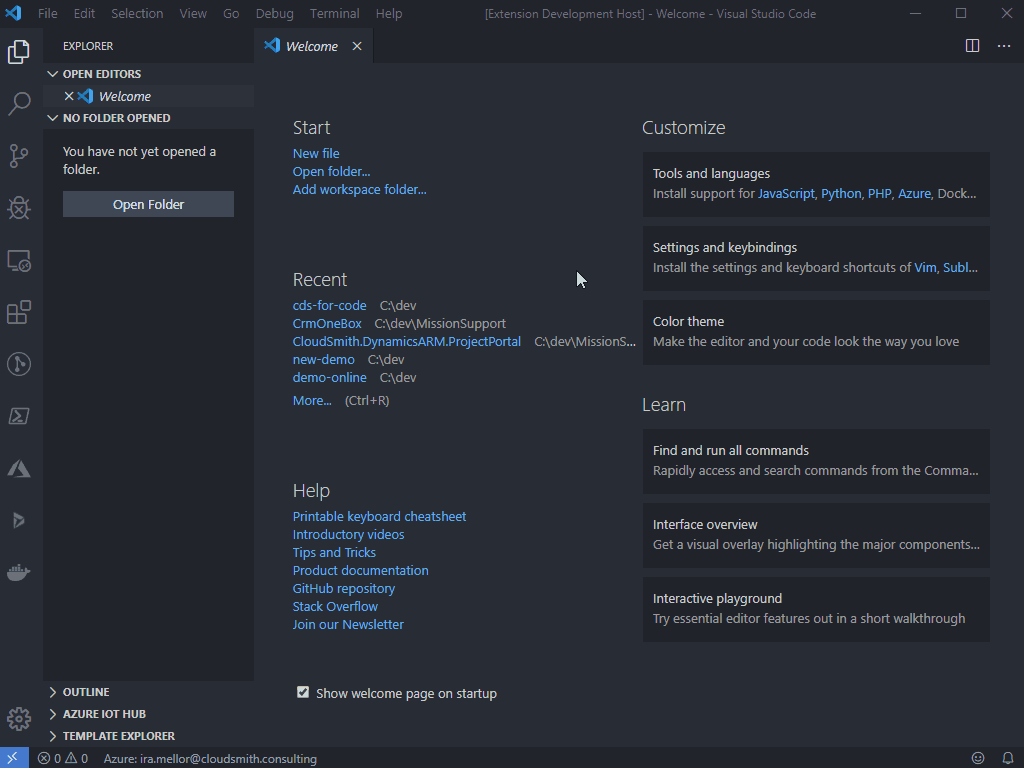 File Edit Selection View Go Debug Terminal Help [Extension Development Host] - Welcome - Visual Studio Code
EXPLORER
Welcome
OPEN EDITORS
Welcome
NO FOLDER OPENED
You have not yet opened a
folder.
Open Folder
OUTLINE
AZURE IOT HUB
TEMPLATE EXPLORER
Start
New file
Open folder...
Add workspace folder...
Recent
cds-for-code C:\dev
CrmOneBox C:\dev\MissionSupport
CloudSmith.DynamicsARM.ProjectPortal C:\dev\MissionS...
new-demo C:\dev
demo-online C:\dev
More... (Ctrl+R)
Help
Printable keyboard cheatsheet
Introductory videos
Tips and Tricks
Product documentation
GitHub repository
Stack Overflow
Join our Newsletter
Show welcome page on startup
Customize
Tools and languages
Install support for JavaScript, Python, PHP, Azure, Dock...
Settings and keybindings
Install the settings and keyboard shortcuts of Vim, Subl...
Color theme
Make the editor and your code look the way you love
Learn
Find and run all commands
Rapidly access and search commands from the Comma...
Interface overview
Get a visual overlay highlighting the major components...
Interactive playground
Try essential editor features out in a short walkthrough
0 0 Azure: ira.mellor@cloudsmith.consulting